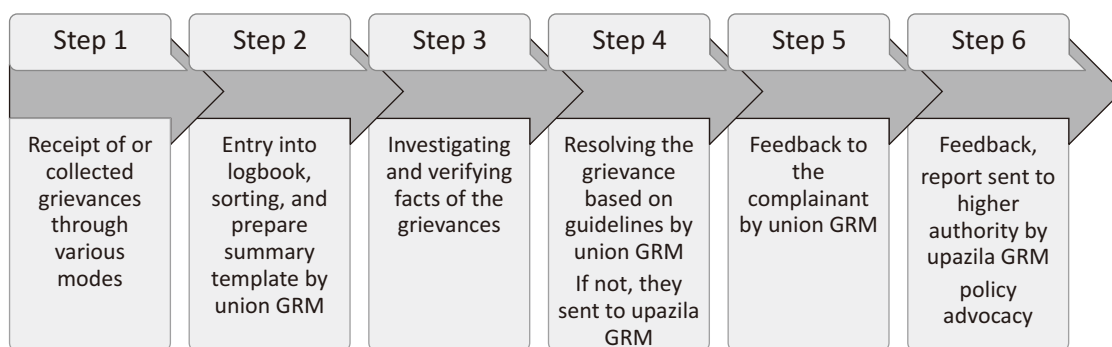 Step 1
Receipt of or
collected
grievances
through
various
modes
Step 2
Entry into
logbook,
sorting, and
prepare
summary
template by
union GRM
Step 3
Investigating
and verifying
facts of the
grievances
Step 4
Resolving the
grievance
based on
guidelines by
union GRM
If not, they
sent to upazila
GRM
Step 5
Feedback to
the
complainant
by union GRM
Step 6
Feedback,
report sent to
higher
authority by
upazila GRM
policy
advocacy